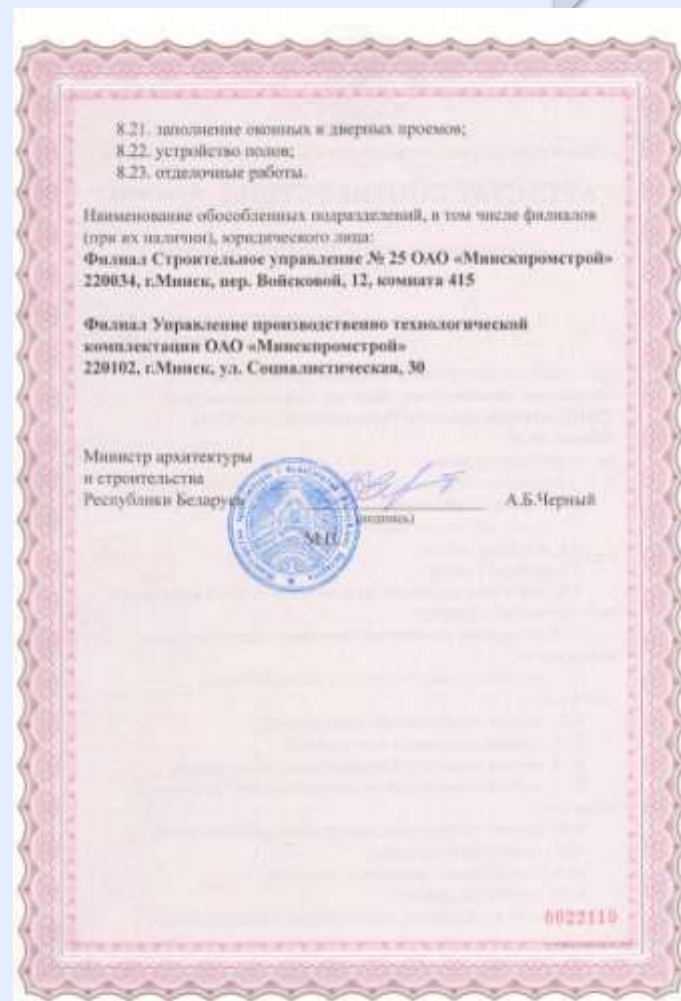 8.21. заполнение оконных и дверных проемов;
8.22. устройство полов;
8.23. отделочные работы.
Наименование обособленных подразделений, в том числе филиалов
(при их наличии), юридического лица:
Филиал Строительное управление № 25 ОАО «Минскпромстрой»
220034, г.Минск, пер. Войсковой, 12, комната 415
Филиал Управление производственно технологической
комплектации ОАО «Минскпромстрой»
220102, г.Минск, ул. Социалистическая, 30
Министр архитектуры
и строительства
Республики Беларусь
А.Б.Черный
(подпись)
М.П.
0022110